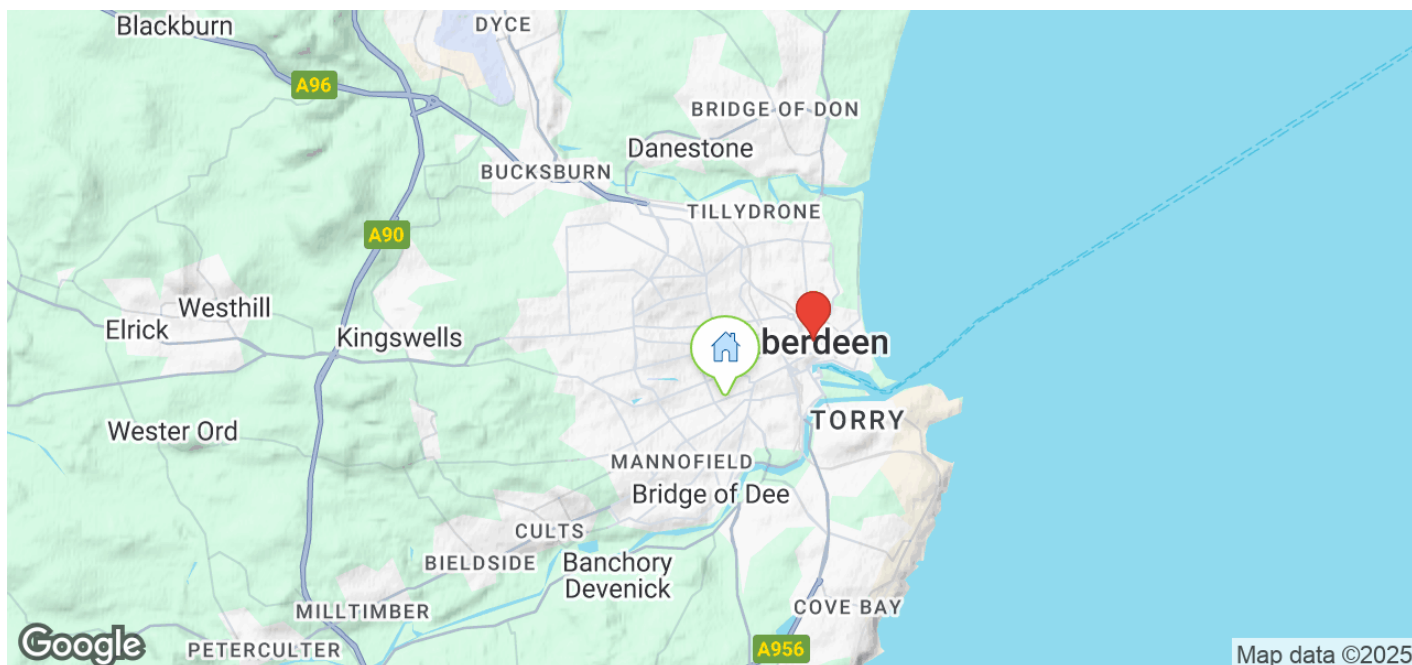 Blackburn
DYCE
A96
BRIDGE OF DON
Danestone
BUCKSBURN
TILLYDRONE
A90
Westhill
Elrick
Kingswells
berdeen
TORRY
Wester Ord
MANNOFIELD
Bridge of Dee
CULTS
BIELDSIDE
Banchory
Devenick
MILLTIMBER
COVE BAY
PETERCULTER
A956
Google
Map data ©2025